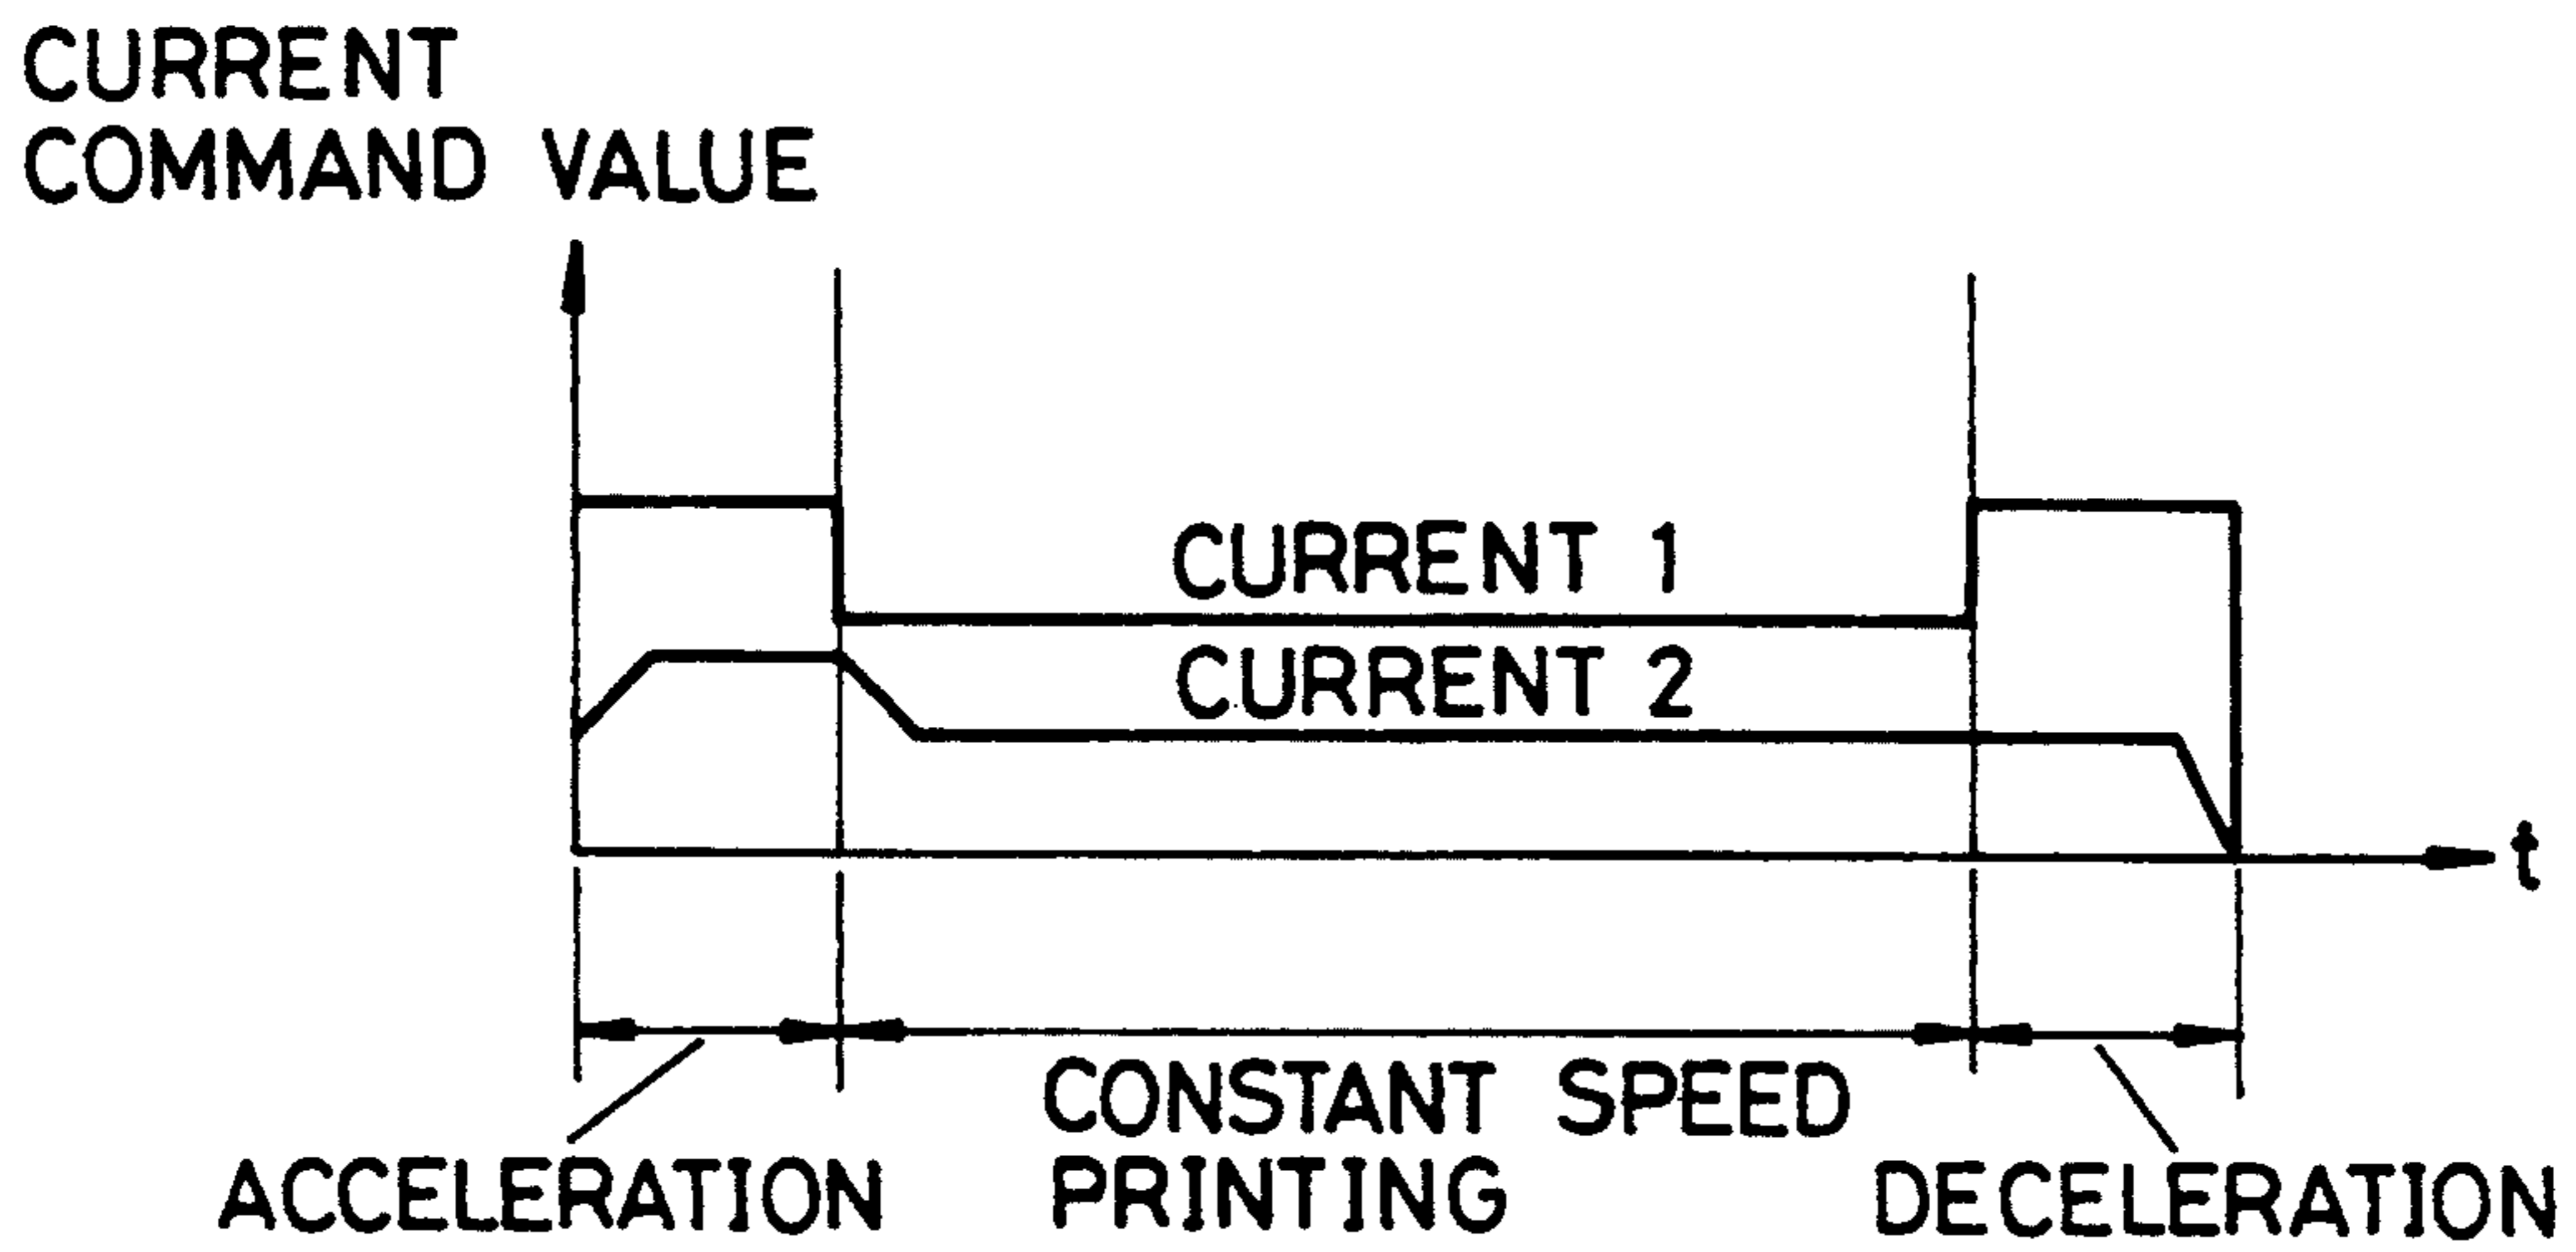 CURRENT
COMMAND VALUE
CURRENT 1
CURRENT 2
t
CONSTANT SPEED
PRINTING
ACCELERATION
DECELERATION